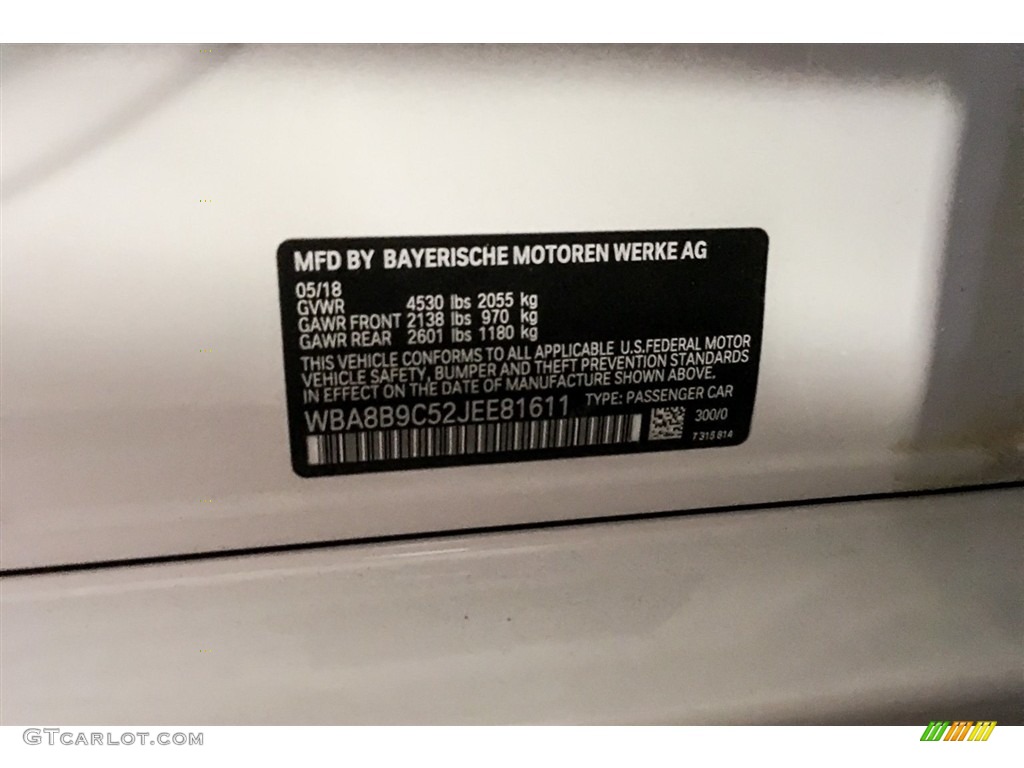 MFD BY BAYERISCHE MOTOREN WERKE AG
05/18
GVWR 4530 lbs 2055 kg
GAWR FRONT 2138 lbs 970 kg
GAWR REAR 2601 lbs 1180 kg
THIS VEHICLE CONFORMS TO ALL APPLICABLE U.S.FEDERAL MOTOR
VEHICLE SAFETY, BUMPER AND THEFT PREVENTION STANDARDS
IN EFFECT ON THE DATE OF MANUFACTURE SHOWN ABOVE.
WBA8B9C52JEE81611 TYPE: PASSENGER CAR
300/0
7 315 814
GTCARLOT.COM